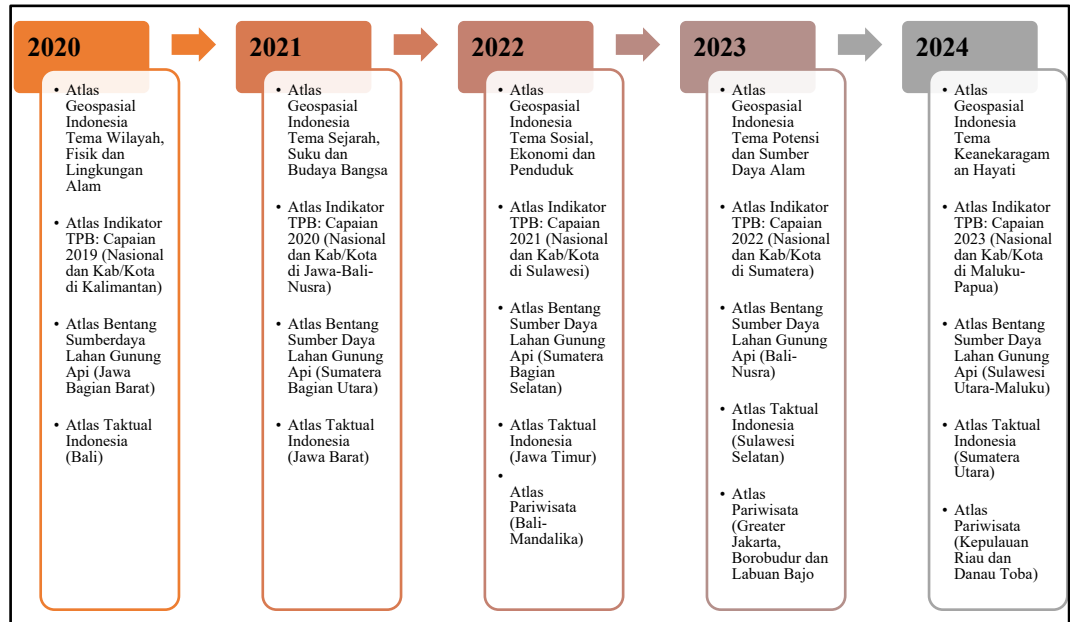 2020
• Atlas
Geospasial
Indonesia
Tema Wilayah,
Fisik dan
Lingkungan
Alam
• Atlas Indikator
TPB: Capaian
2019 (Nasional
dan Kab/Kota
di Kalimantan)
• Atlas Bentang
Sumberdaya
Lahan Gunung
Api (Jawa
Bagian Barat)
• Atlas Taktual
Indonesia
(Bali)
2021
• Atlas
Geospasial
Indonesia
Tema Sejarah,
Suku dan
Budaya Bangsa
• Atlas Indikator
TPB: Capaian
2020 (Nasional
dan Kab/Kota
di Jawa-Bali-
Nusra)
• Atlas Bentang
Sumber Daya
Lahan Gunung
Api (Sumatera
Bagian Utara)
• Atlas Taktual
Indonesia
(Jawa Barat)
2022
• Atlas
Geospasial
Indonesia
Tema Sosial,
Ekonomi dan
Penduduk
• Atlas Indikator
TPB: Capaian
2021 (Nasional
dan Kab/Kota
di Sulawesi)
• Atlas Bentang
Sumber Daya
Lahan Gunung
Api (Sumatera
Bagian
Selatan)
• Atlas Taktual
Indonesia
(Jawa Timur)
•
Atlas
Pariwisata
(Bali-
Mandalika)
2023
• Atlas
Geospasial
Indonesia
Tema Potensi
dan Sumber
Daya Alam
• Atlas Indikator
TPB: Capaian
2022 (Nasional
dan Kab/Kota
di Sumatera)
• Atlas Bentang
Sumber Daya
Lahan Gunung
Api (Bali-
Nusra)
• Atlas Taktual
Indonesia
(Sulawesi
Selatan)
• Atlas
Pariwisata
(Greater
Jakarta,
Borobudur dan
Labuan Bajo
2024
• Atlas
Geospasial
Indonesia
Tema
Keanekaragam
an Hayati
• Atlas Indikator
TPB: Capaian
2023 (Nasional
dan Kab/Kota
di Maluku-
Papua)
• Atlas Bentang
Sumber Daya
Lahan Gunung
Api (Sulawesi
Utara-Maluku)
• Atlas Taktual
Indonesia
(Sumatera
Utara)
• Atlas
Pariwisata
(Kepulauan
Riau dan
Danau Toba)